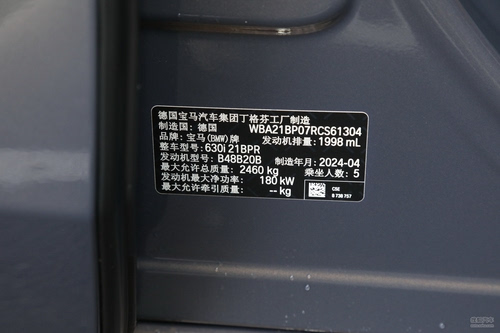 德国宝马汽车集团丁格芬工厂制造
制造国:德国 WBA21BP07RCS61304
品牌:宝马(BMW)牌 发动机排量:1998 mL
整车型号:630i 21BPR
发动机型号:B48B20B 制造年月:2024-04
最大允许总质量: 2460 kg 乘坐人数:5
发动机最大净功率: 180 kW
最大允许牵引质量: -- kg
CSE
0 730 757